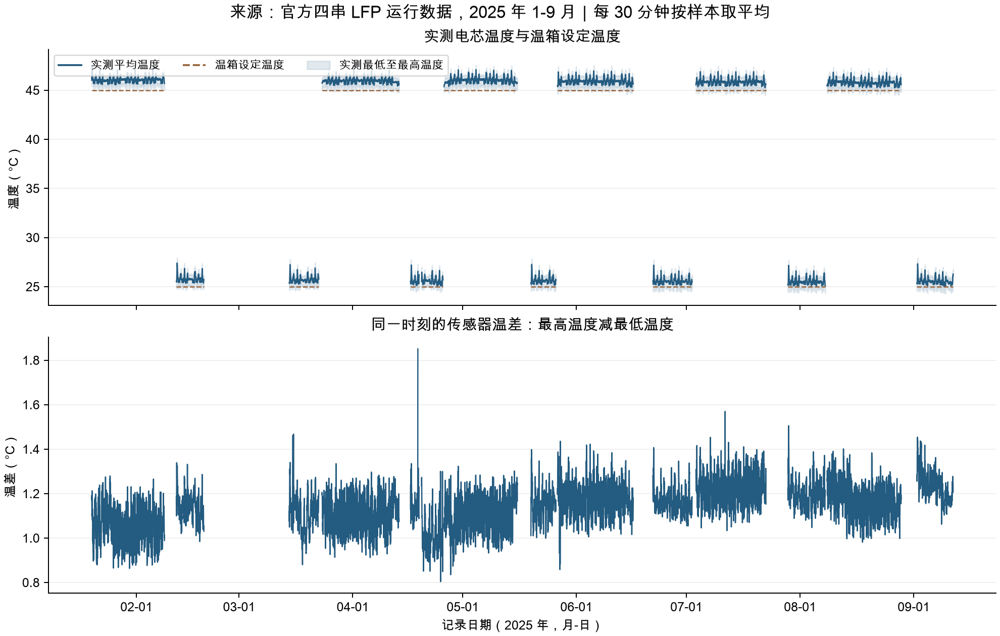 来源：官方四串 LFP 运行数据，2025 年 1-9 月 | 每 30 分钟按样本取平均
实测电芯温度与温箱设定温度
实测平均温度 温箱设定温度 实测最低至最高温度
45
40
35
30
25
温度（°C）
同一时刻的传感器温差：最高温度减最低温度
1.8
1.6
1.4
1.2
1.0
0.8
温差（°C）
02-01 03-01 04-01 05-01 06-01 07-01 08-01 09-01
记录日期（2025 年，月-日）